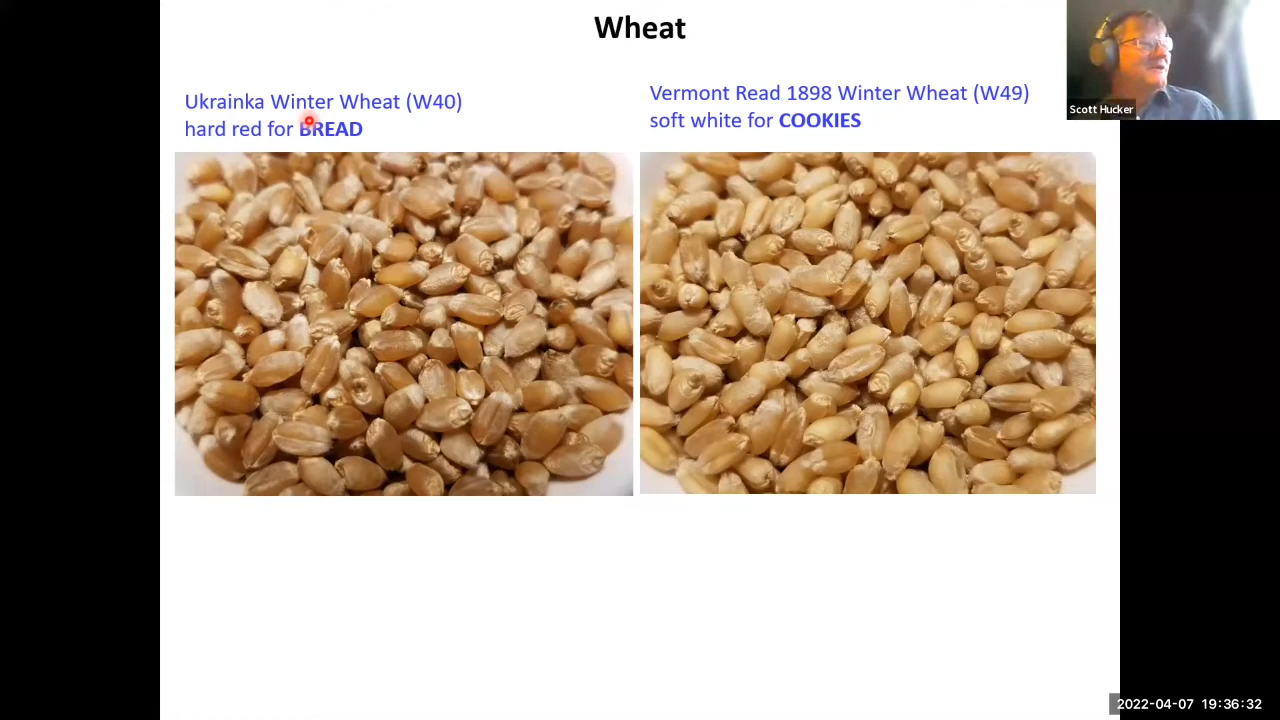 Wheat
Ukrainka Winter Wheat (W40)
hard red for BREAD
Vermont Read 1898 Winter Wheat (W49)
soft white for COOKIES
Scott Hucker
2022-04-07 19:36:32